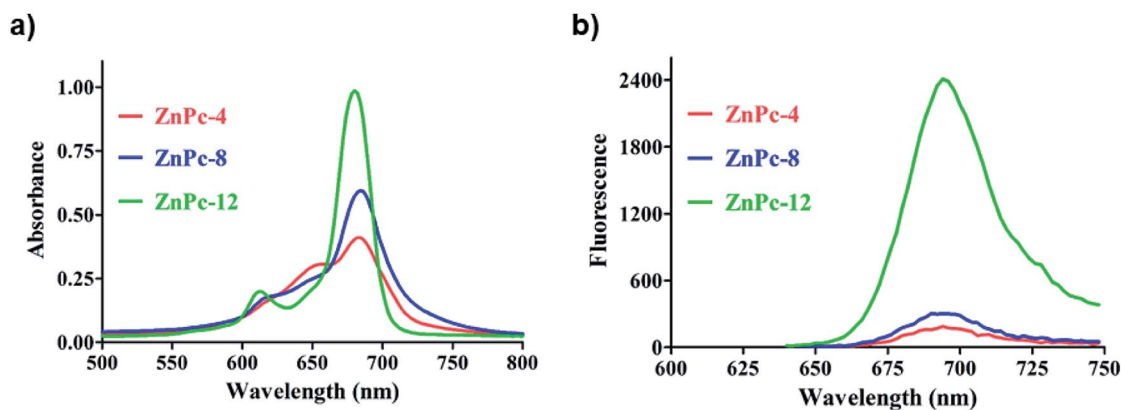 a)
1.00
0.75
0.50
0.25
0.00
Absorbance
ZnPc-4
ZnPc-8
ZnPc-12
500 550 600 650 700 750 800
Wavelength (nm)
b)
2400
1800
1200
600
0
Fluorescence
ZnPc-4
ZnPc-8
ZnPc-12
600 625 650 675 700 725 750
Wavelength (nm)